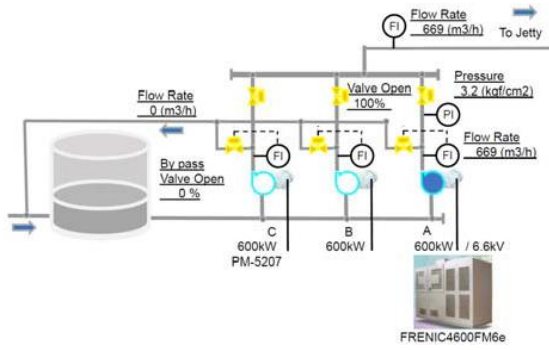 Flow Rate
FI
669 (m3/h)
To Jetty
Flow Rate
0 (m3/h)
Valve Open
100%
Pressure
3.2 (kgf/cm2)
PI
Flow Rate
669 (m3/h)
FI
FI
FI
By pass
Valve Open
0 %
C
B
A
600kW
600kW
600kW / 6.6kV
PM-5207
FRENIC4600FM6e